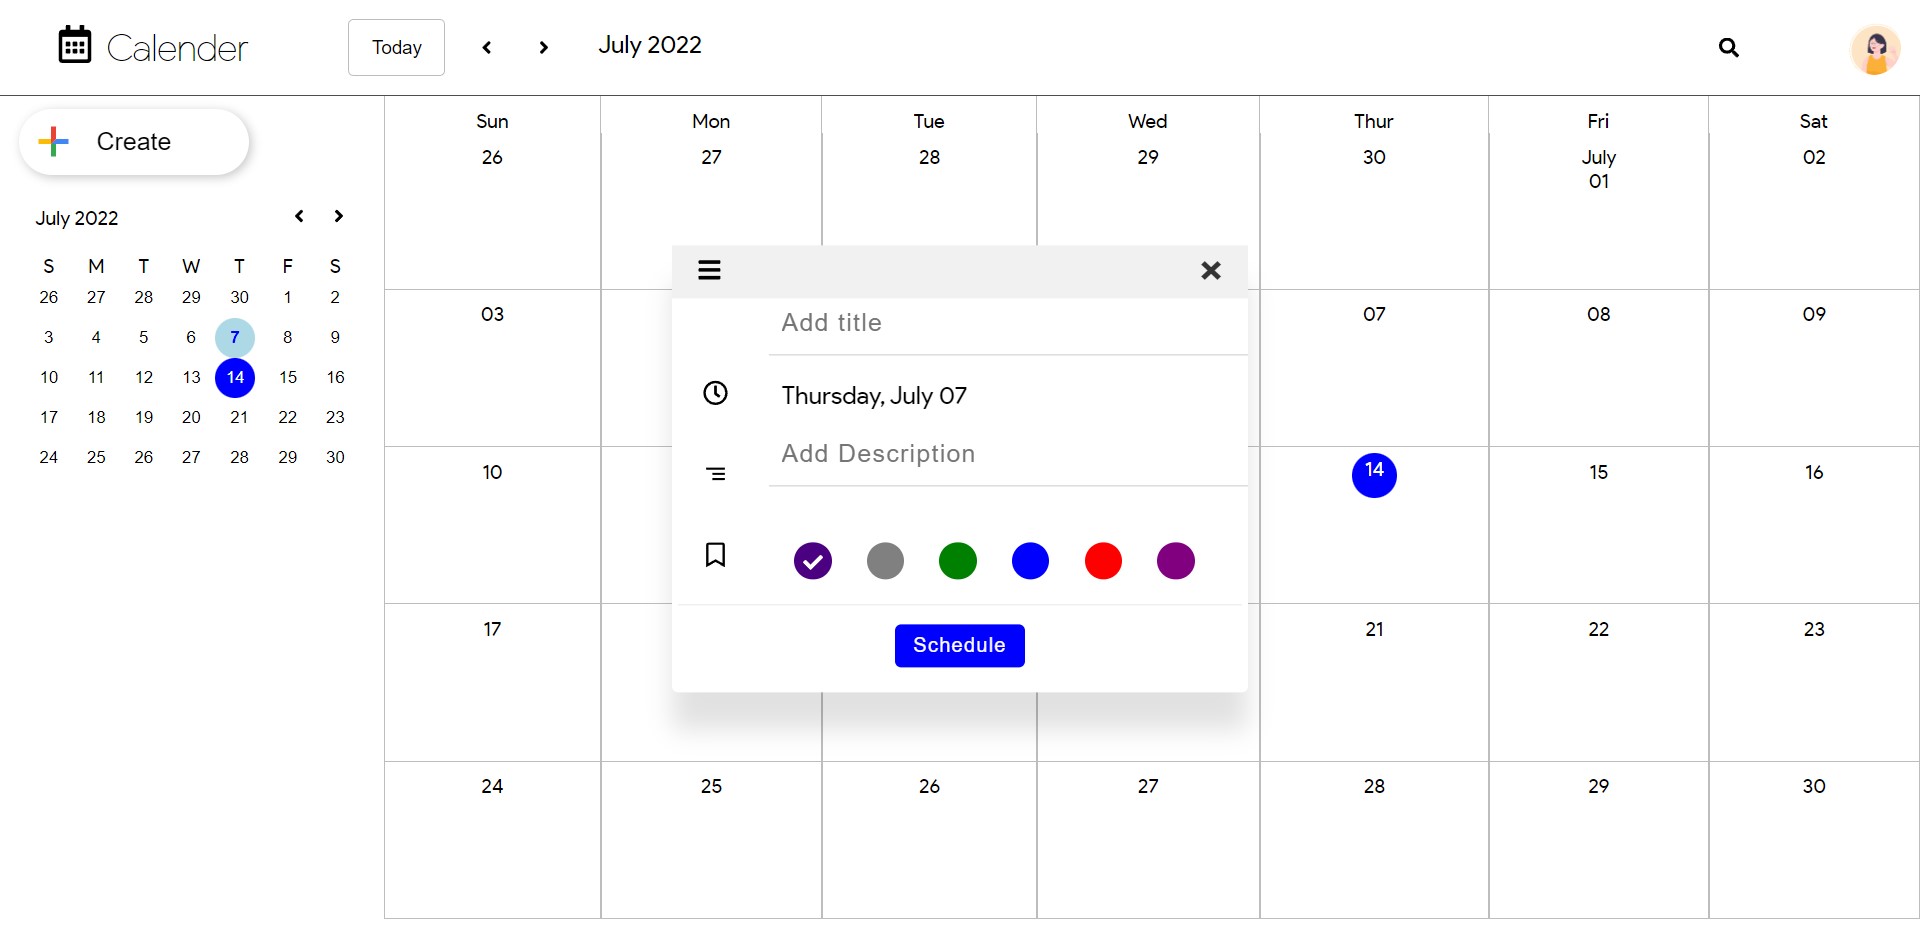 Calender
Today
July 2022
Create
July 2022
S M T W T F S
26 27 28 29 30 1 2
3 4 5 6 7 8 9
10 11 12 13 14 15 16
17 18 19 20 21 22 23
24 25 26 27 28 29 30
Sun Mon Tue Wed Thur Fri Sat
26 27 28 29 30 July 02
01
03 07 08 09
10 14 15 16
17 21 22 23
24 25 26 27 28 29 30
Add title
Thursday, July 07
Add Description
Schedule